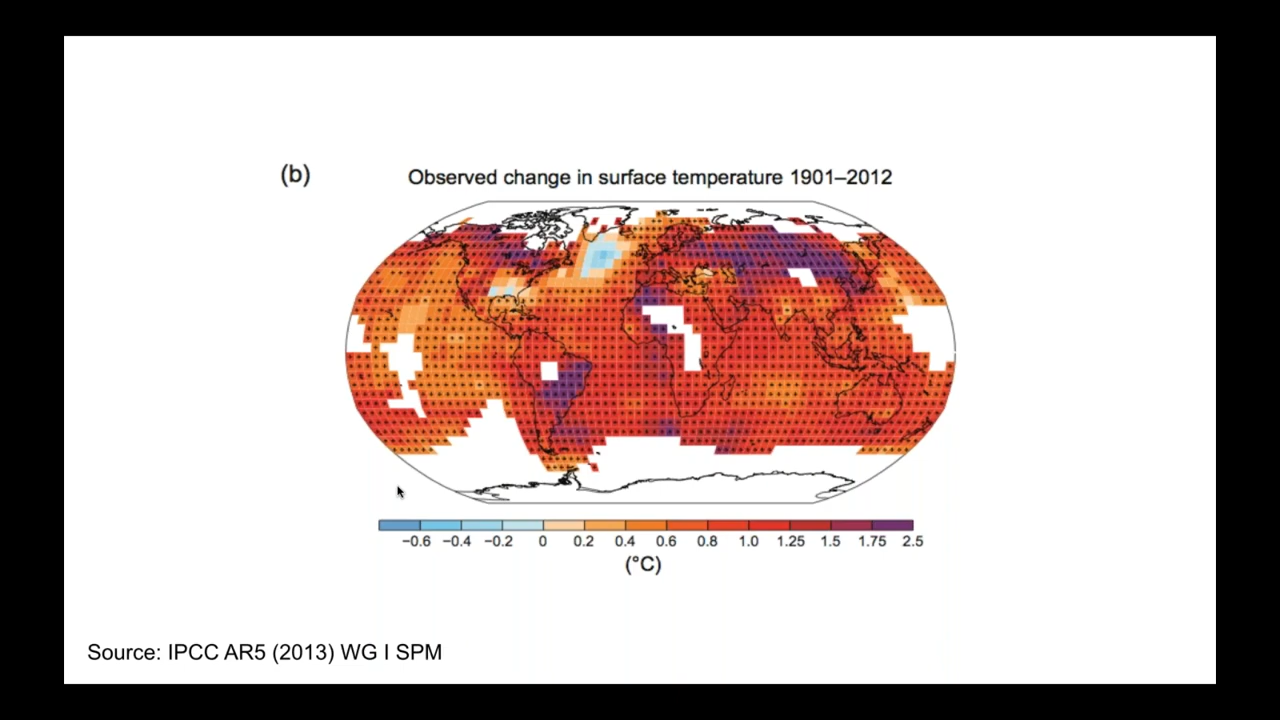 (b)
Observed change in surface temperature 1901–2012
−0.6 −0.4 −0.2 0 0.2 0.4 0.6 0.8 1.0 1.25 1.5 1.75 2.5
(°C)
Source: IPCC AR5 (2013) WG I SPM